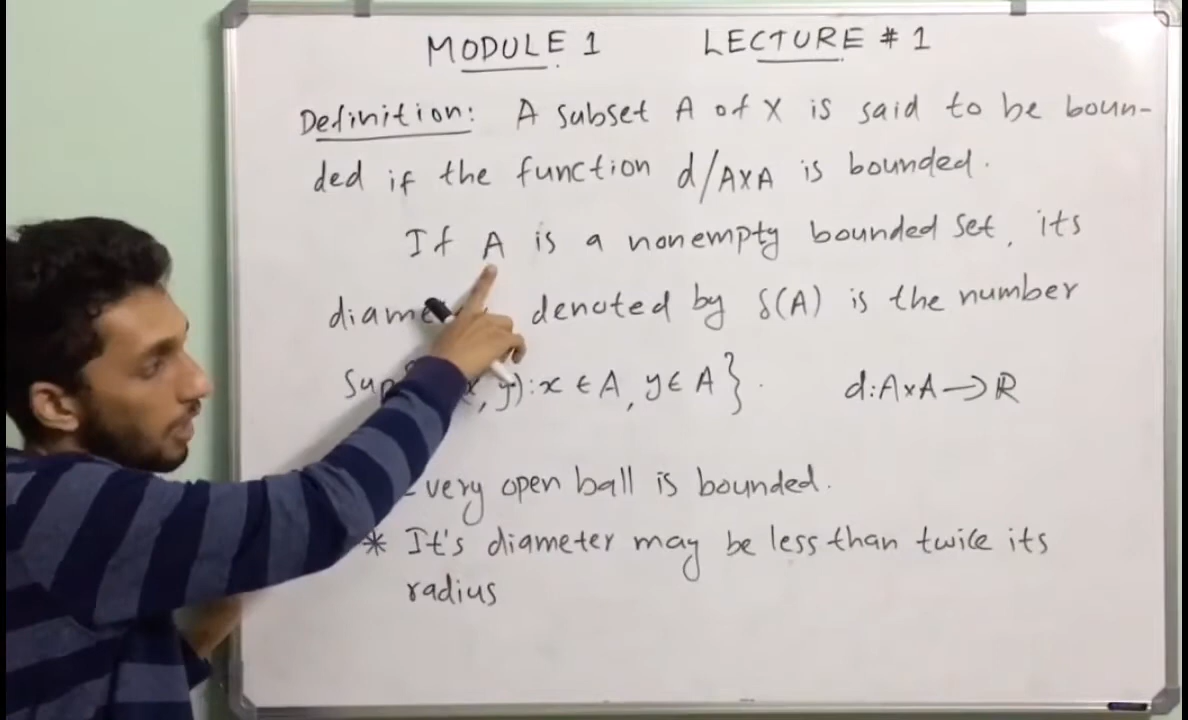 MODULE 1 LECTURE # 1
Definition: A subset A of X is said to be boun-
ded if the function d/A×A is bounded.
If A is a nonempty bounded set, its
denoted by δ(A) is the number
Sup , y) : x ∈ A, y ∈ A}. d: A×A → ℝ
open ball is bounded.
* It's diameter may be less than twice its
radius